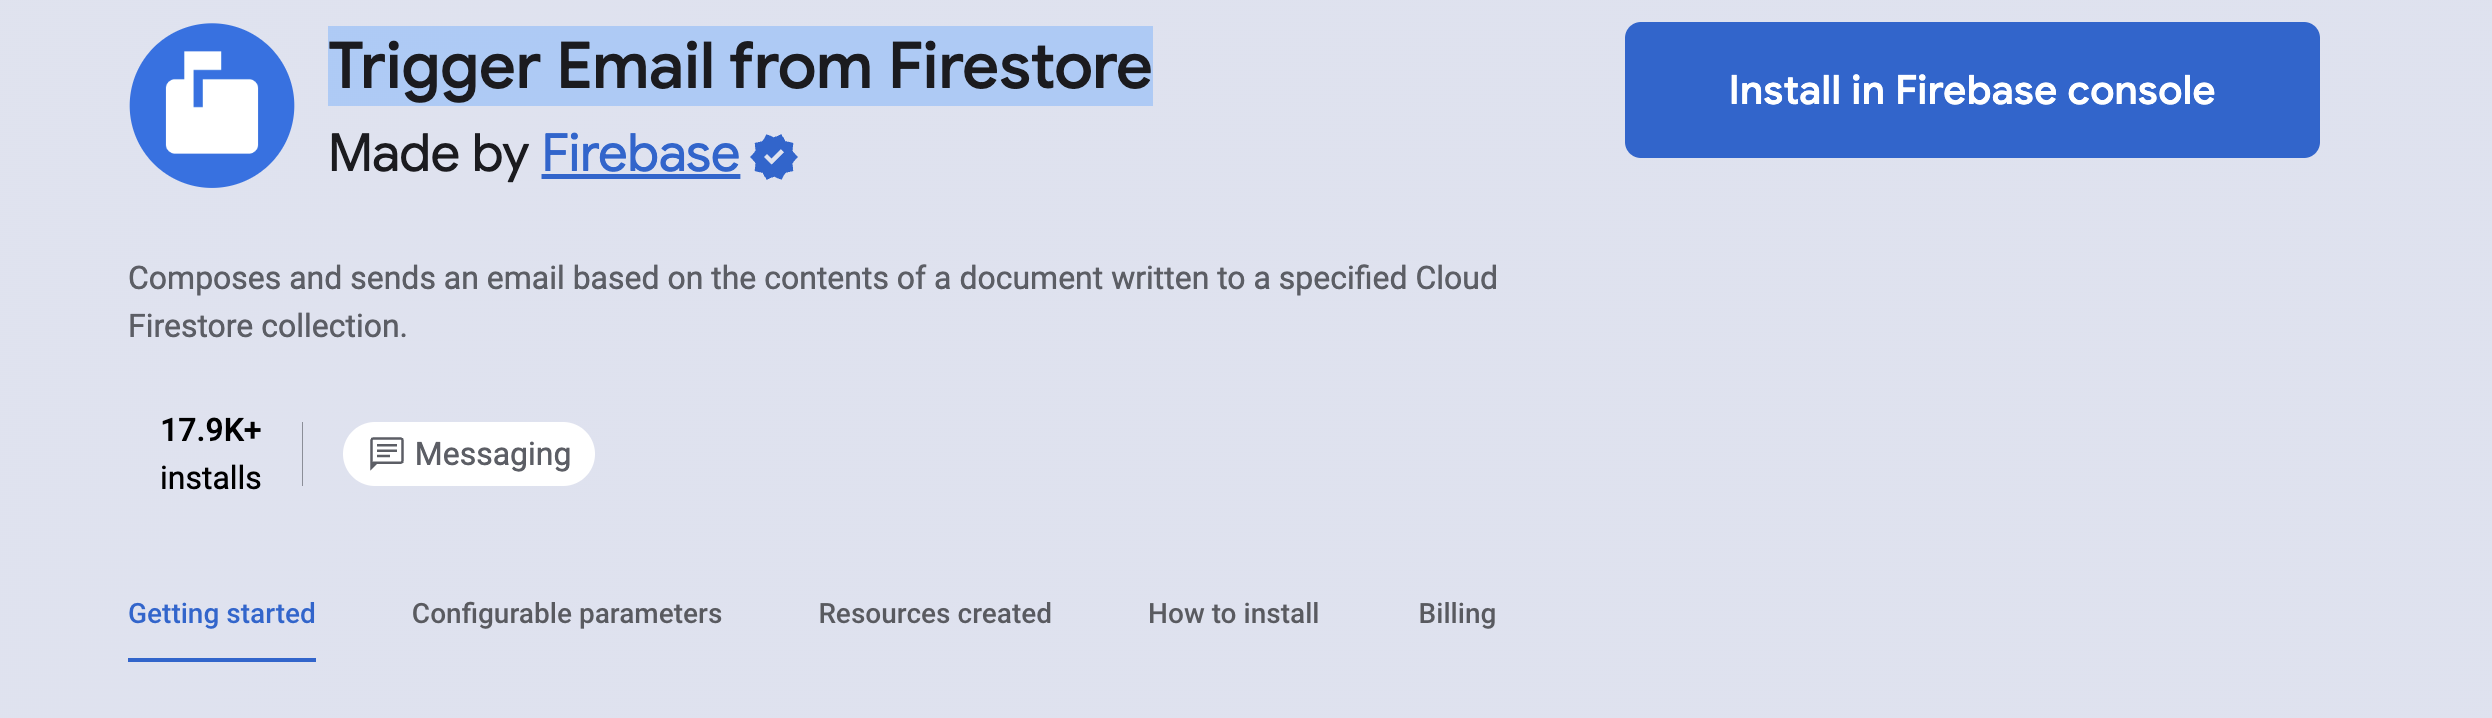 Trigger Email from Firestore
Made by Firebase
Install in Firebase console
Composes and sends an email based on the contents of a document written to a specified Cloud
Firestore collection.
17.9K+
installs
Messaging
Getting started
Configurable parameters
Resources created
How to install
Billing